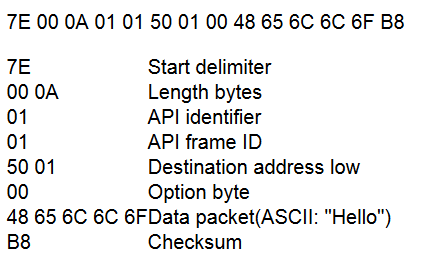 7E 00 0A 01 01 50 01 00 48 65 6C 6C 6F B8
7E Start delimiter
00 0A Length bytes
01 API identifier
01 API frame ID
50 01 Destination address low
00 Option byte
48 65 6C 6C 6FData packet(ASCII: "Hello")
B8 Checksum